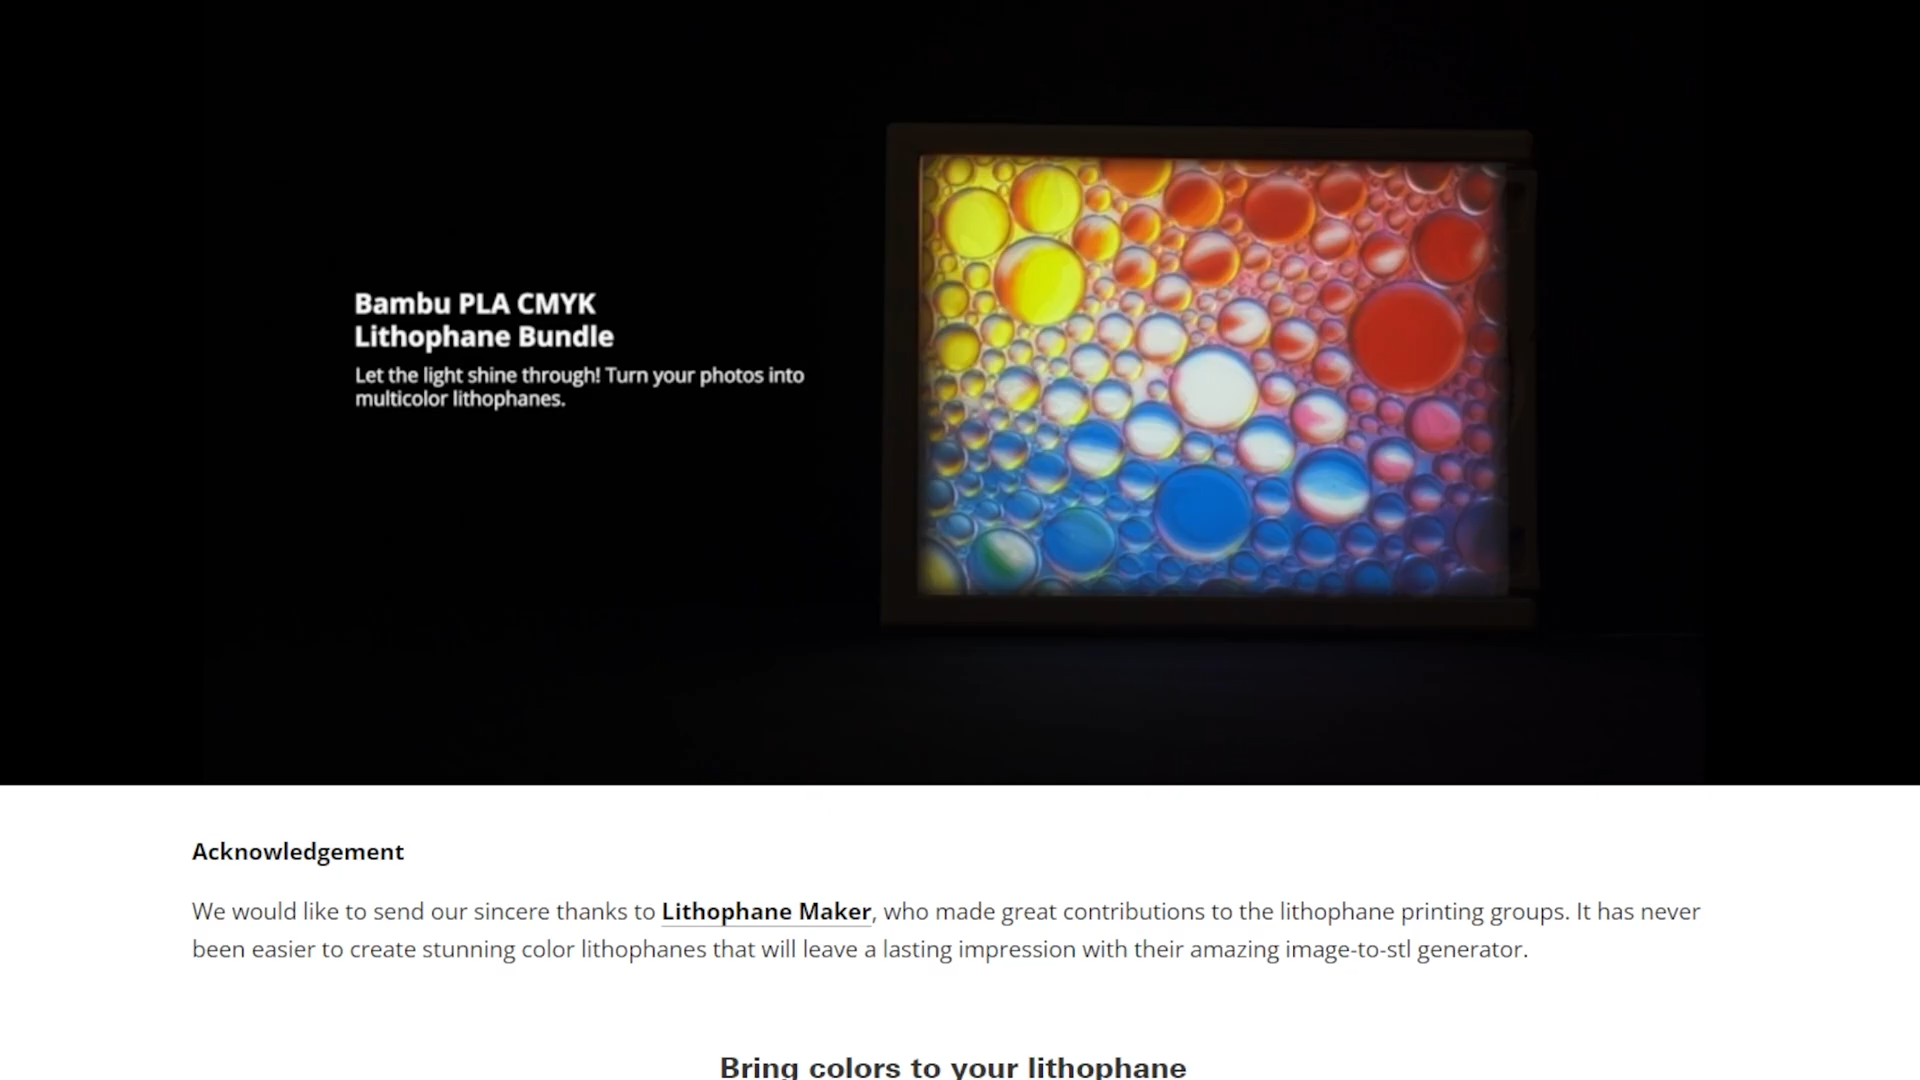 Bambu PLA CMYK
Lithophane Bundle
Let the light shine through! Turn your photos into
multicolor lithophanes.
Acknowledgement
We would like to send our sincere thanks to Lithophane Maker, who made great contributions to the lithophane printing groups. It has never
been easier to create stunning color lithophanes that will leave a lasting impression with their amazing image-to-stl generator.
Bring colors to your lithophane